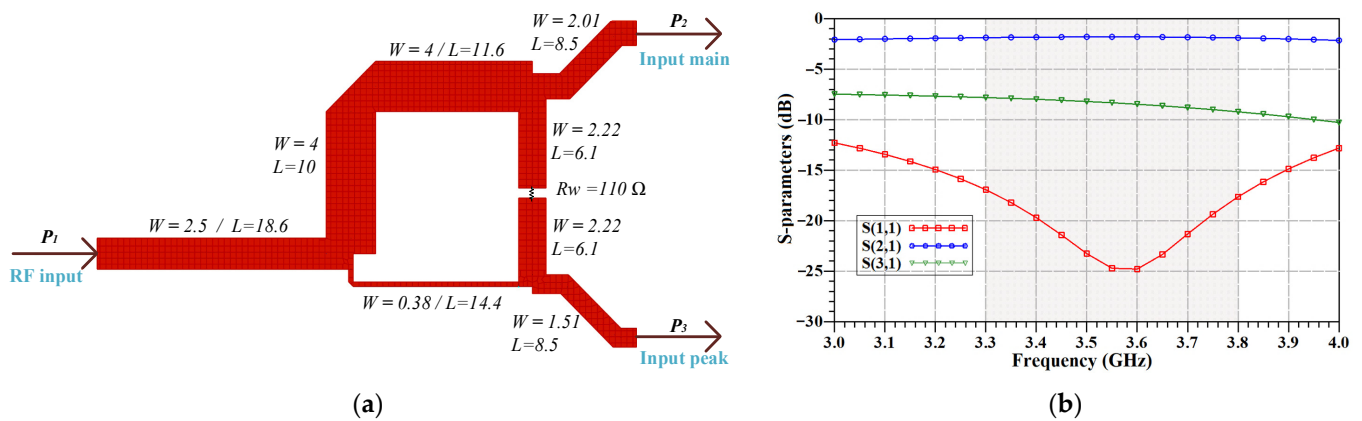 P1
RF input
W = 2.5 / L=18.6
W = 4
L=10
W = 4 / L=11.6
W = 2.01
L=8.5
P2
Input main
W = 2.22
L=6.1
Rw =110 Ω
W = 2.22
L=6.1
W = 0.38 / L=14.4
W = 1.51
L=8.5
P3
Input peak
(a)
S-parameters (dB)
0
−5
−10
−15
−20
−25
−30
S(1,1)
S(2,1)
S(3,1)
3.0 3.1 3.2 3.3 3.4 3.5 3.6 3.7 3.8 3.9 4.0
Frequency (GHz)
(b)